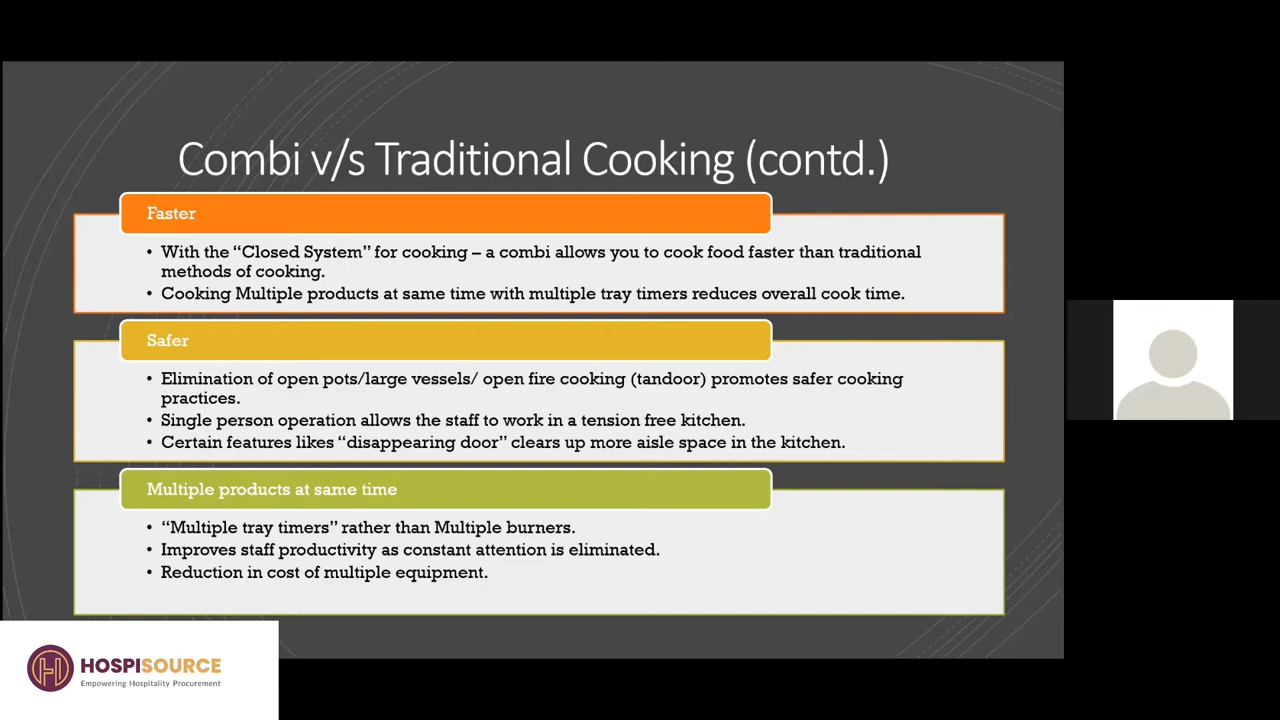 Combi v/s Traditional Cooking (contd.)
Faster
• With the “Closed System” for cooking – a combi allows you to cook food faster than traditional
methods of cooking.
• Cooking Multiple products at same time with multiple tray timers reduces overall cook time.
Safer
• Elimination of open pots/large vessels/ open fire cooking (tandoor) promotes safer cooking
practices.
• Single person operation allows the staff to work in a tension free kitchen.
• Certain features likes “disappearing door” clears up more aisle space in the kitchen.
Multiple products at same time
• “Multiple tray timers” rather than Multiple burners.
• Improves staff productivity as constant attention is eliminated.
• Reduction in cost of multiple equipment.
HOSPISOURCE
Empowering Hospitality Procurement